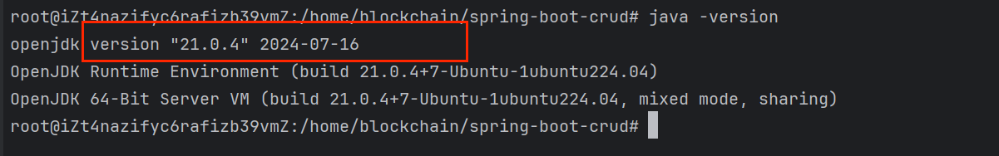 root@iZt4nazifyc6rafizb39vmZ:/home/blockchain/spring-boot-crud# java -version
openjdk version "21.0.4" 2024-07-16
OpenJDK Runtime Environment (build 21.0.4+7-Ubuntu-1ubuntu224.04)
OpenJDK 64-Bit Server VM (build 21.0.4+7-Ubuntu-1ubuntu224.04, mixed mode, sharing)
root@iZt4nazifyc6rafizb39vmZ:/home/blockchain/spring-boot-crud#